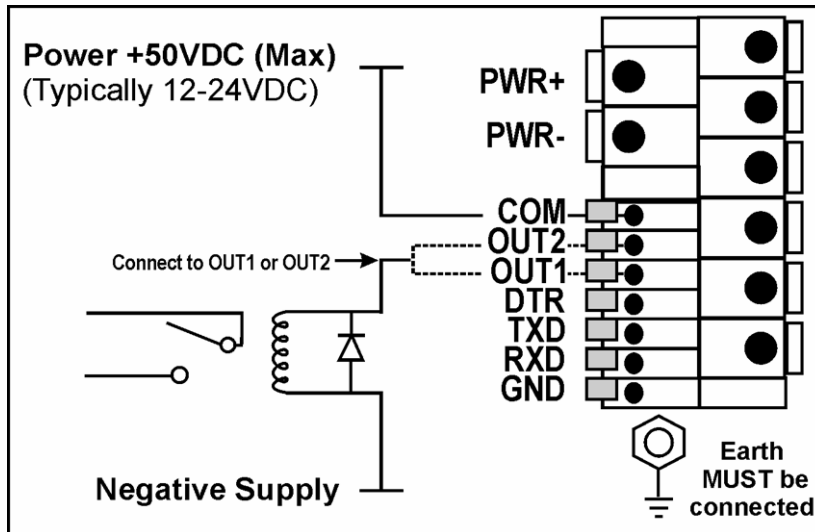 Power +50VDC (Max)
(Typically 12-24VDC)
PWR+
PWR-
COM
OUT2
Connect to OUT1 or OUT2
OUT1
DTR
TXD
RXD
GND
Negative Supply
Earth
MUST be
connected